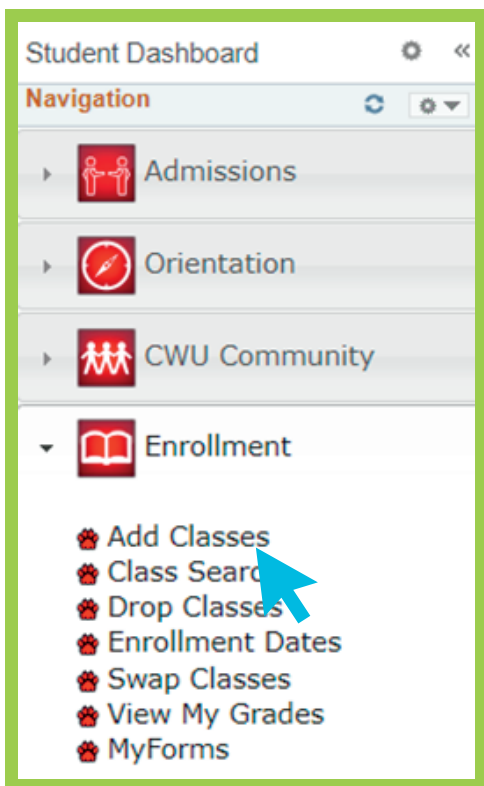 Student Dashboard
Navigation
Admissions
Orientation
CWU Community
Enrollment
Add Classes
Class Search
Drop Classes
Enrollment Dates
Swap Classes
View My Grades
MyForms